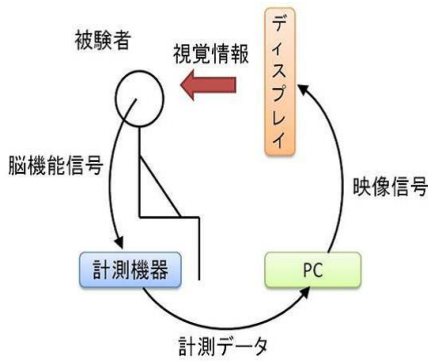 被験者
視覚情報
ディスプレイ
脳機能信号
映像信号
計測機器
PC
計測データ